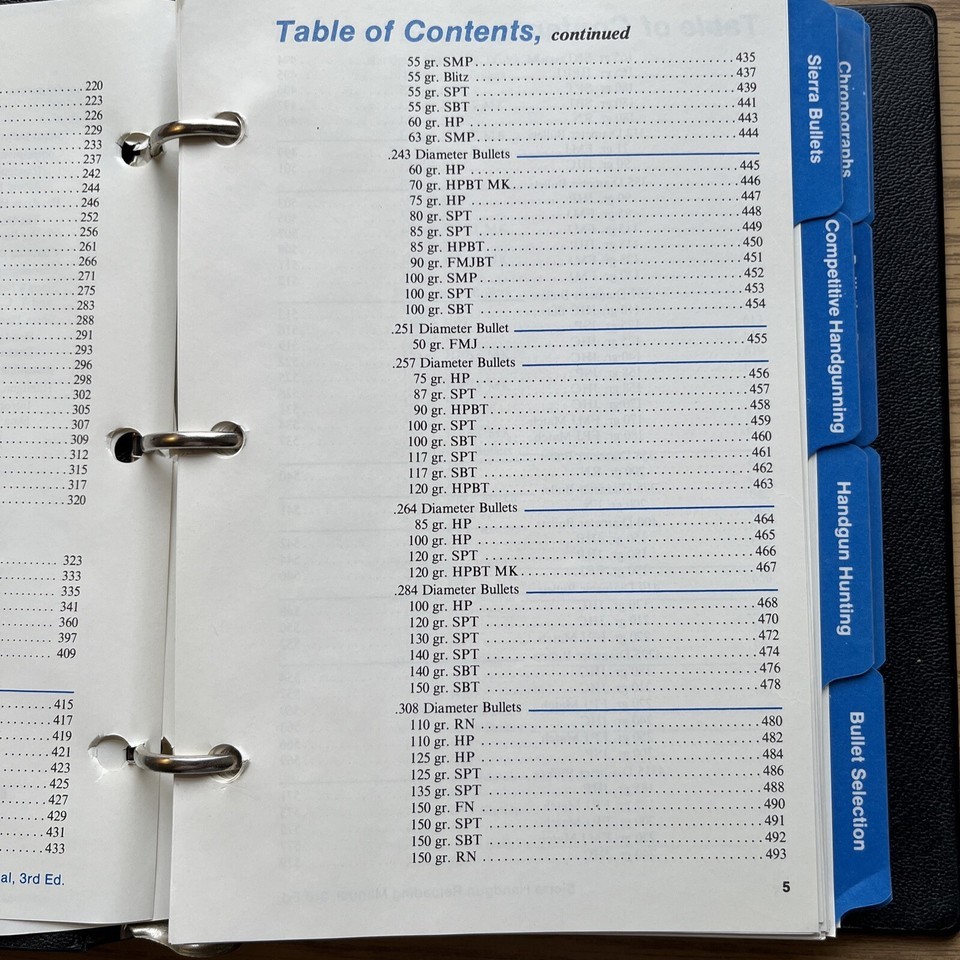 220
223
226
229
233
237
242
244
246
252
256
261
266
271
275
283
288
291
293
296
298
302
305
307
309
312
315
317
320
323
333
335
341
360
397
409
415
417
419
421
423
425
427
429
431
433
al, 3rd Ed.
Table of Contents, continued
55 gr. SMP 435
55 gr. Blitz 437
55 gr. SPT 439
55 gr. SBT 441
60 gr. HP 443
63 gr. SMP 444
.243 Diameter Bullets
60 gr. HP 445
70 gr. HPBT MK 446
75 gr. HP 447
80 gr. SPT 448
85 gr. SPT 449
85 gr. HPBT 450
90 gr. FMJBT 451
100 gr. SMP 452
100 gr. SPT 453
100 gr. SBT 454
.251 Diameter Bullet
50 gr. FMJ 455
.257 Diameter Bullets
75 gr. HP 456
87 gr. SPT 457
90 gr. HPBT 458
100 gr. SPT 459
100 gr. SBT 460
117 gr. SPT 461
117 gr. SBT 462
120 gr. HPBT 463
.264 Diameter Bullets
85 gr. HP 464
100 gr. HP 465
120 gr. SPT 466
120 gr. HPBT MK 467
.284 Diameter Bullets
100 gr. HP 468
120 gr. SPT 470
130 gr. SPT 472
140 gr. SPT 474
140 gr. SBT 476
150 gr. SBT 478
.308 Diameter Bullets
110 gr. RN 480
110 gr. HP 482
125 gr. HP 484
125 gr. SPT 486
135 gr. SPT 488
150 gr. FN 490
150 gr. SPT 491
150 gr. SBT 492
150 gr. RN 493
5
Sierra Bullets
Chronographs
Competitive Handgunning
Handgun Hunting
Bullet Selection